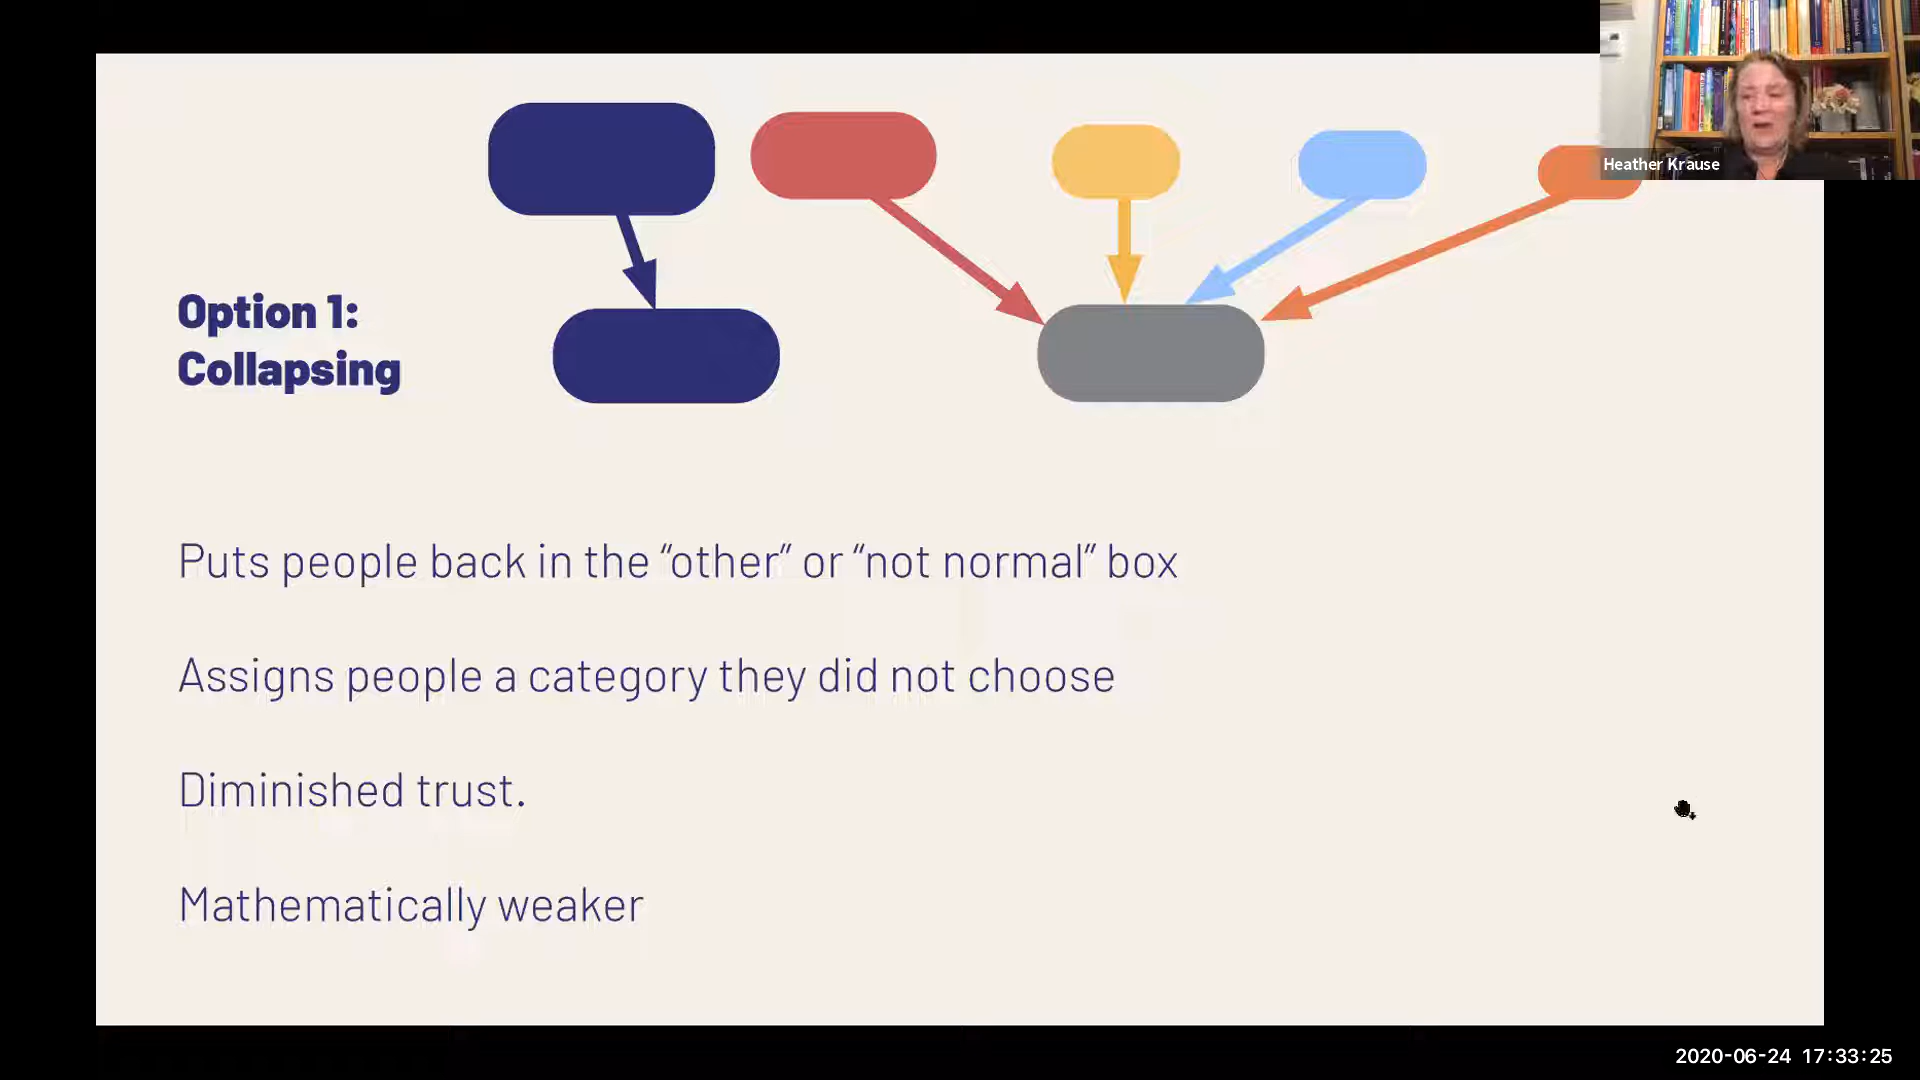 Heather Krause
Option 1:
Collapsing
Puts people back in the “other” or “not normal” box
Assigns people a category they did not choose
Diminished trust.
Mathematically weaker
2020-06-24 17:33:25